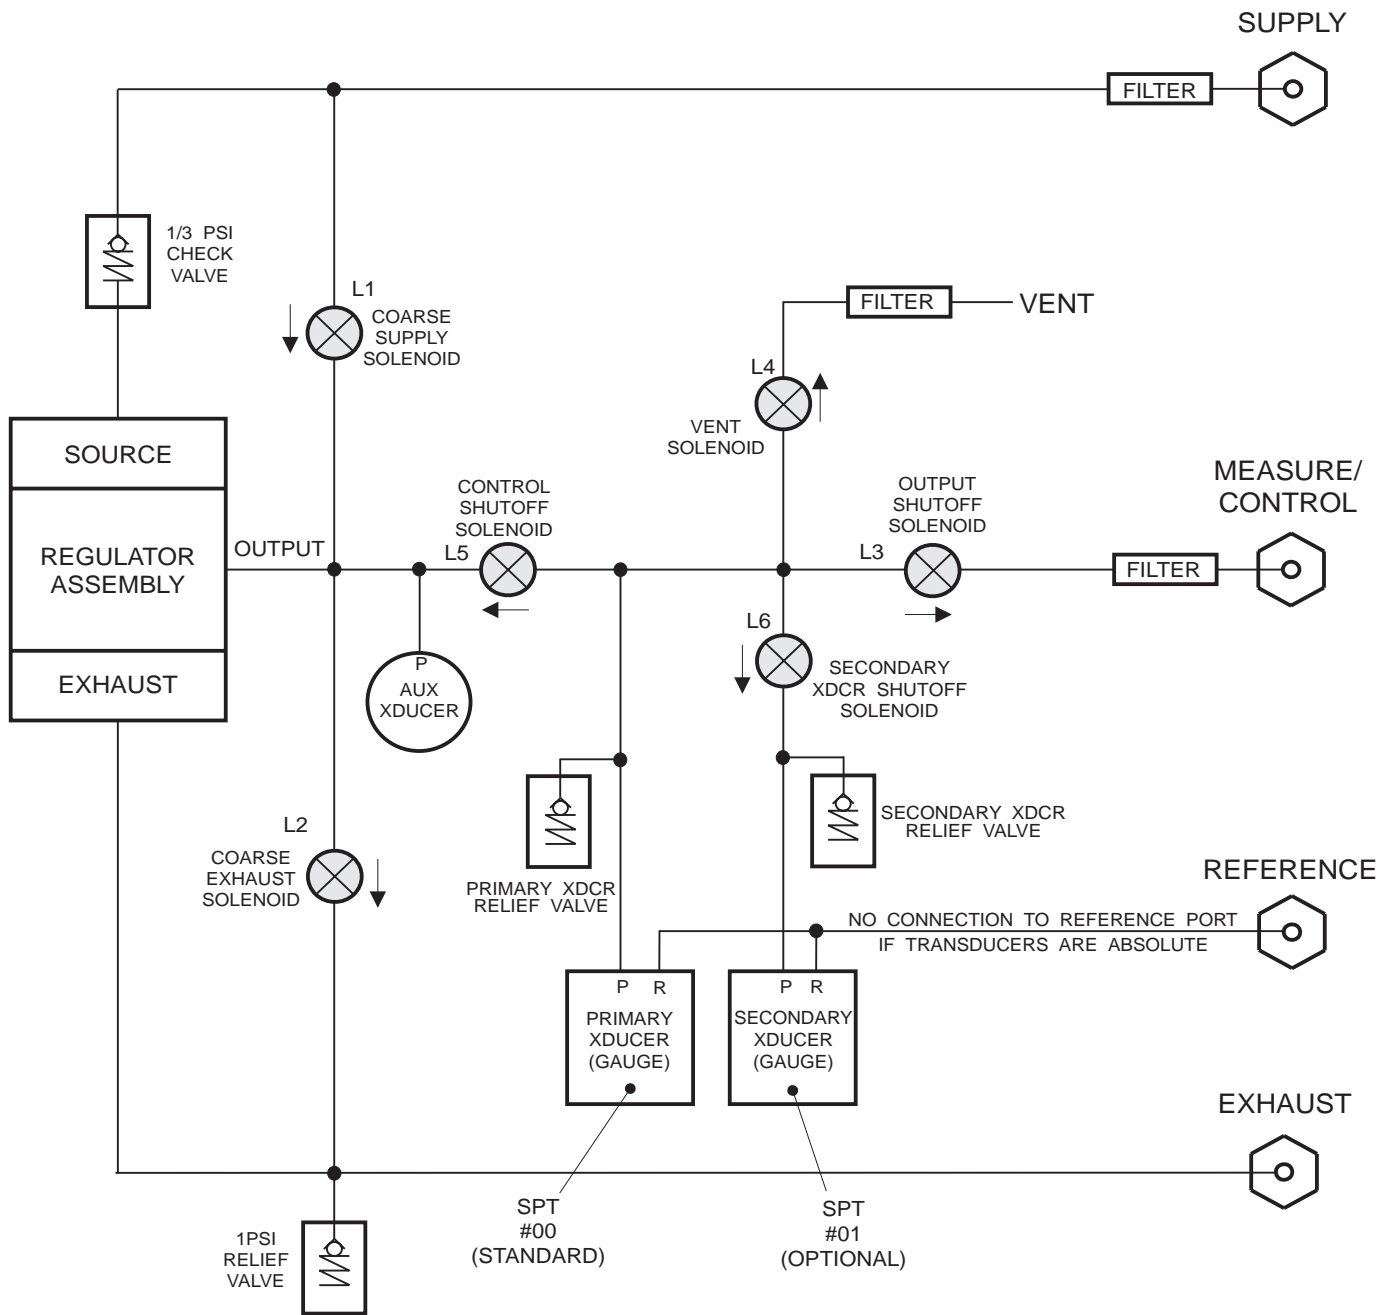 SUPPLY
FILTER
1/3 PSI
CHECK
VALVE
L1
COARSE
SUPPLY
SOLENOID
FILTER
VENT
L4
VENT
SOLENOID
SOURCE
REGULATOR
ASSEMBLY
EXHAUST
OUTPUT
CONTROL
SHUTOFF
SOLENOID
L5
OUTPUT
SHUTOFF
SOLENOID
L3
MEASURE/
CONTROL
FILTER
L6
SECONDARY
XDCR SHUTOFF
SOLENOID
P
AUX
XDUCER
L2
COARSE
EXHAUST
SOLENOID
PRIMARY XDCR
RELIEF VALVE
SECONDARY XDCR
RELIEF VALVE
REFERENCE
NO CONNECTION TO REFERENCE PORT
IF TRANSDUCERS ARE ABSOLUTE
P R
PRIMARY
XDUCER
(GAUGE)
P R
SECONDARY
XDUCER
(GAUGE)
EXHAUST
SPT
#00
(STANDARD)
SPT
#01
(OPTIONAL)
1PSI
RELIEF
VALVE